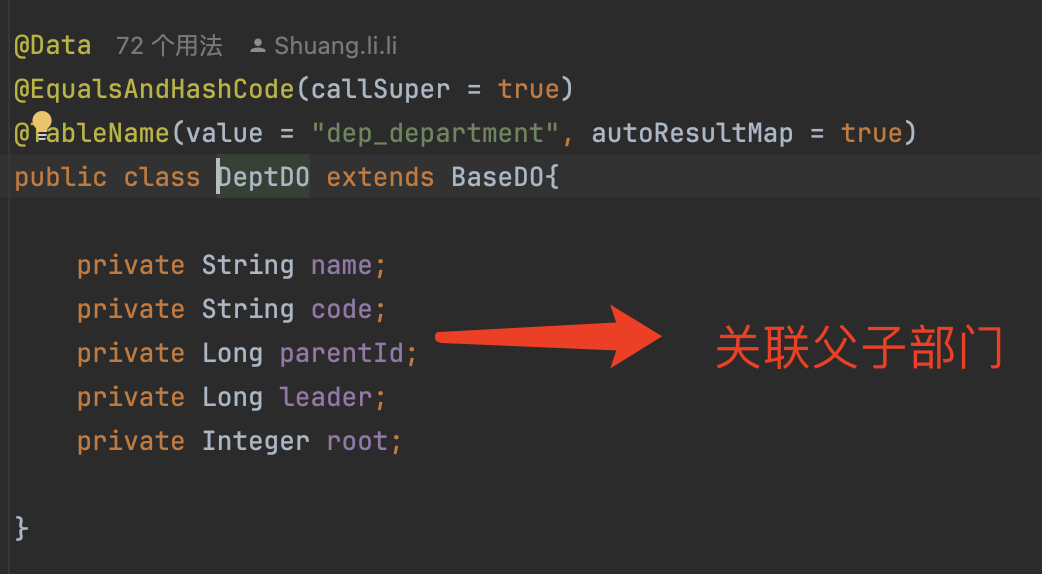 @Data 72 个用法 Shuang.li.li
@EqualsAndHashCode(callSuper = true)
@TableName(value = "dep_department", autoResultMap = true)
public class DeptDO extends BaseDO{
private String name;
private String code;
private Long parentId;
关联父子部门
private Long leader;
private Integer root;
}